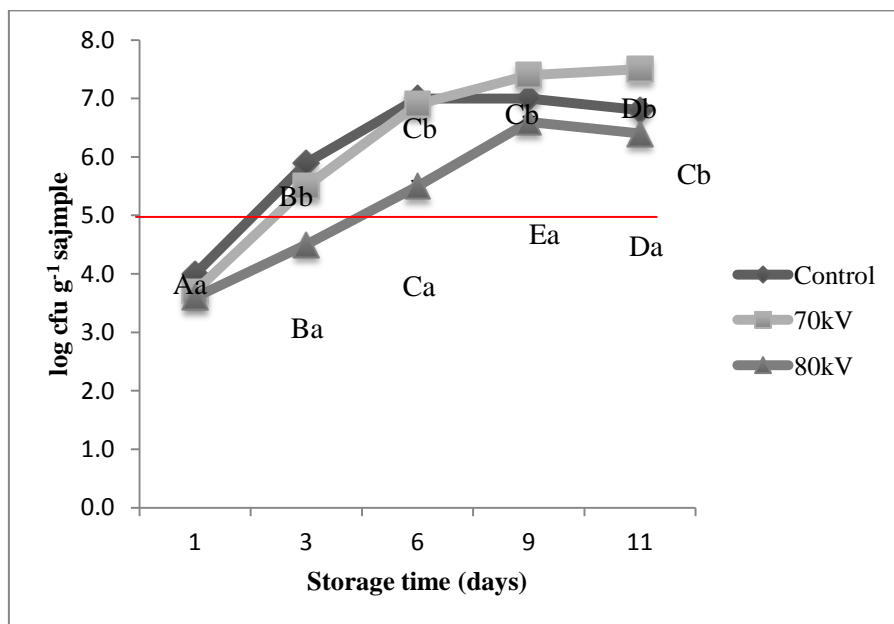 8.0
7.0
6.0
5.0
4.0
3.0
2.0
1.0
0.0
log cfu g⁻¹ sajmple
Aa
Bb
Ba
Cb
Ca
Cb
Ea
Db
Da
Cb
1 3 6 9 11
Storage time (days)
Control
70kV
80kV